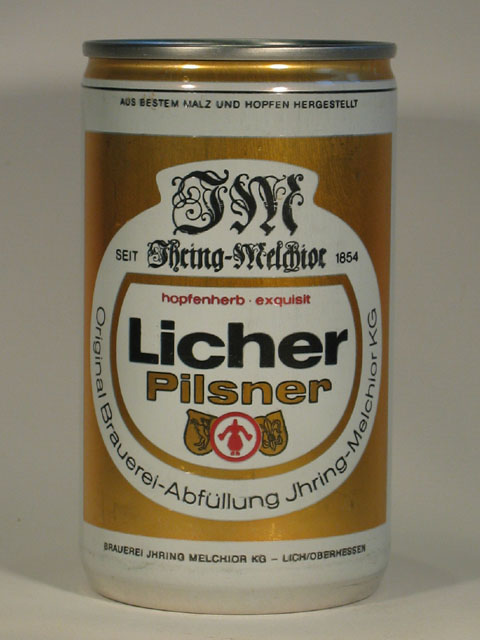 AUS BESTEM MALZ UND HOPFEN HERGESTELLT
JM
SEIT Jhring-Melchior 1854
hopfenherb · exquisit
Licher
Pilsner
Original Brauerei-Abfüllung Jhring-Melchior KG
BRAUEREI JHRING MELCHIOR KG – LICH/OBERHESSEN